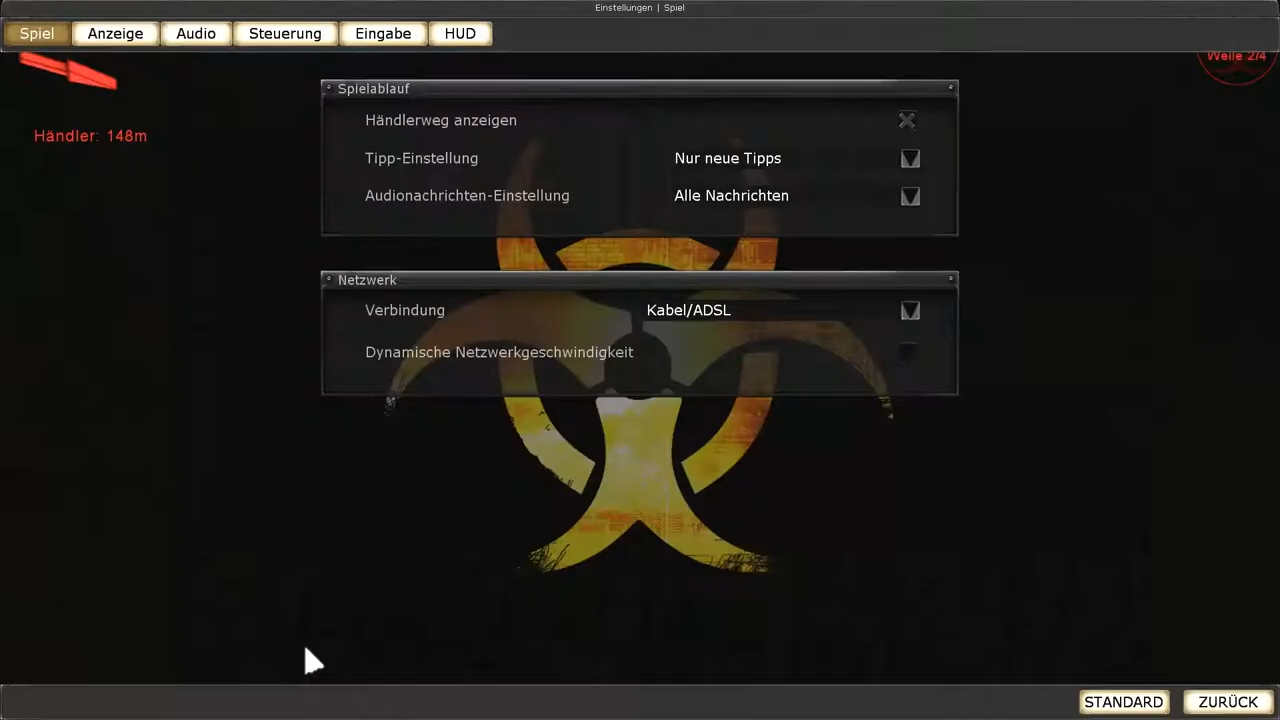 Einstellungen | Spiel
Spiel Anzeige Audio Steuerung Eingabe HUD
Welle 2/4
Händler: 148m
Spielablauf
Händlerweg anzeigen
Tipp-Einstellung Nur neue Tipps
Audionachrichten-Einstellung Alle Nachrichten
Netzwerk
Verbindung Kabel/ADSL
Dynamische Netzwerkgeschwindigkeit
STANDARD ZURÜCK